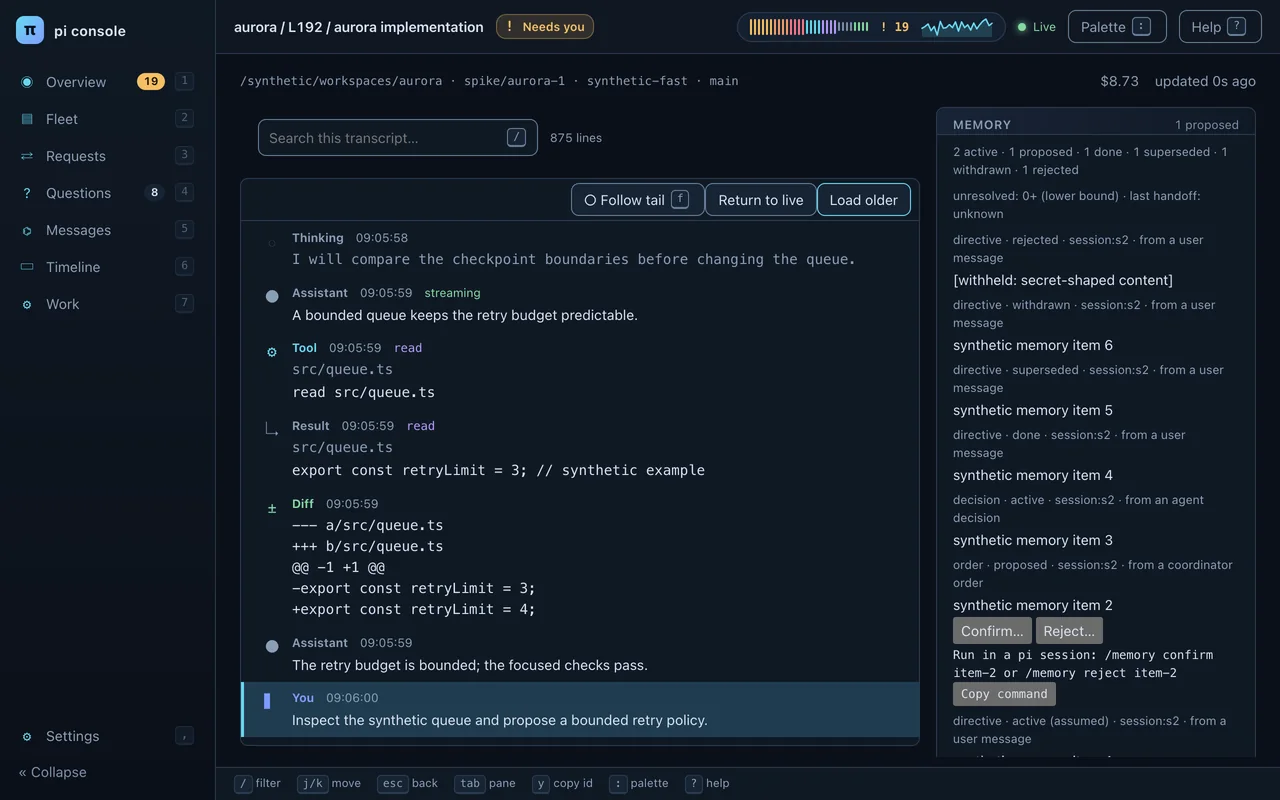 π pi console
Overview 19 1
Fleet 2
Requests 3
? Questions 8 4
Messages 5
Timeline 6
Work 7
Settings ,
« Collapse
aurora / L192 / aurora implementation ! Needs you
! 19
Live
Palette :
Help ?
/synthetic/workspaces/aurora · spike/aurora-1 · synthetic-fast · main
$8.73 updated 0s ago
Search this transcript... /
875 lines
Follow tail f
Return to live
Load older
Thinking 09:05:58
I will compare the checkpoint boundaries before changing the queue.
Assistant 09:05:59 streaming
A bounded queue keeps the retry budget predictable.
Tool 09:05:59 read
src/queue.ts
read src/queue.ts
Result 09:05:59 read
src/queue.ts
export const retryLimit = 3; // synthetic example
± Diff 09:05:59
--- a/src/queue.ts
+++ b/src/queue.ts
@@ -1 +1 @@
-export const retryLimit = 3;
+export const retryLimit = 4;
Assistant 09:05:59
The retry budget is bounded; the focused checks pass.
You 09:06:00
Inspect the synthetic queue and propose a bounded retry policy.
MEMORY 1 proposed
2 active · 1 proposed · 1 done · 1 superseded · 1
withdrawn · 1 rejected
unresolved: 0+ (lower bound) · last handoff:
unknown
directive · rejected · session:s2 · from a user
message
[withheld: secret-shaped content]
directive · withdrawn · session:s2 · from a user
message
synthetic memory item 6
directive · superseded · session:s2 · from a user
message
synthetic memory item 5
directive · done · session:s2 · from a user
message
synthetic memory item 4
decision · active · session:s2 · from an agent
decision
synthetic memory item 3
order · proposed · session:s2 · from a coordinator
order
synthetic memory item 2
Confirm... Reject...
Run in a pi session: /memory confirm
item-2 or /memory reject item-2
Copy command
directive · active (assumed) · session:s2 · from a
user message
/ filter j/k move esc back tab pane y copy id : palette ? help